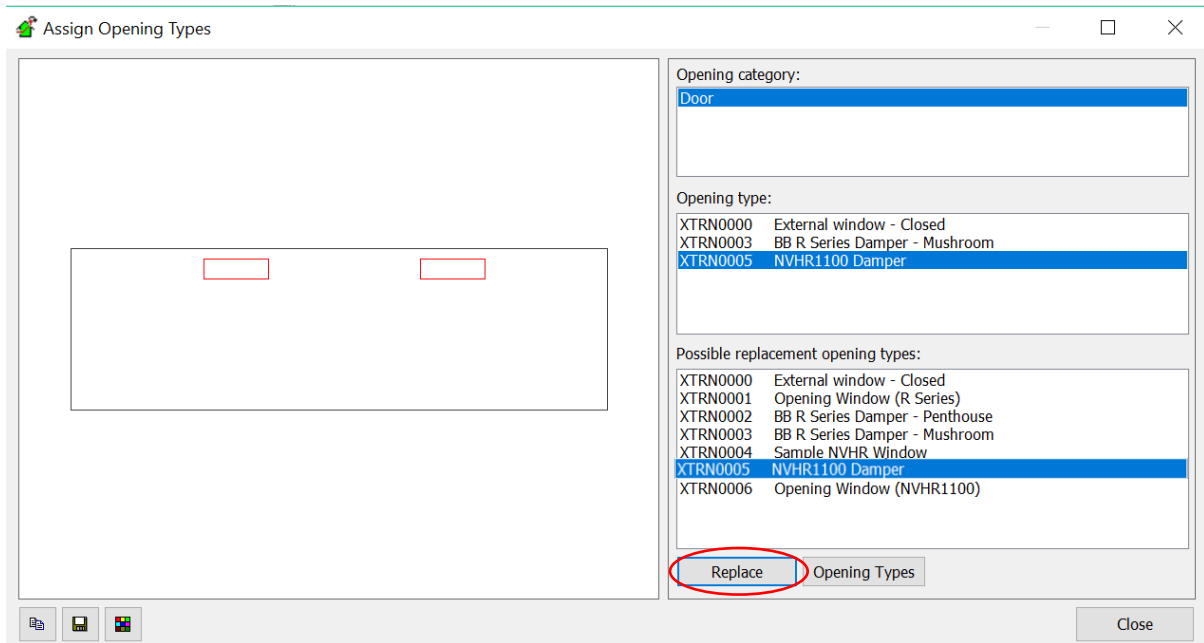 Assign Opening Types
Opening category:
Door
Opening type:
XTRN0000 External window - Closed
XTRN0003 BB R Series Damper - Mushroom
XTRN0005 NVHR1100 Damper
Possible replacement opening types:
XTRN0000 External window - Closed
XTRN0001 Opening Window (R Series)
XTRN0002 BB R Series Damper - Penthouse
XTRN0003 BB R Series Damper - Mushroom
XTRN0004 Sample NVHR Window
XTRN0005 NVHR1100 Damper
XTRN0006 Opening Window (NVHR1100)
Replace Opening Types
Close